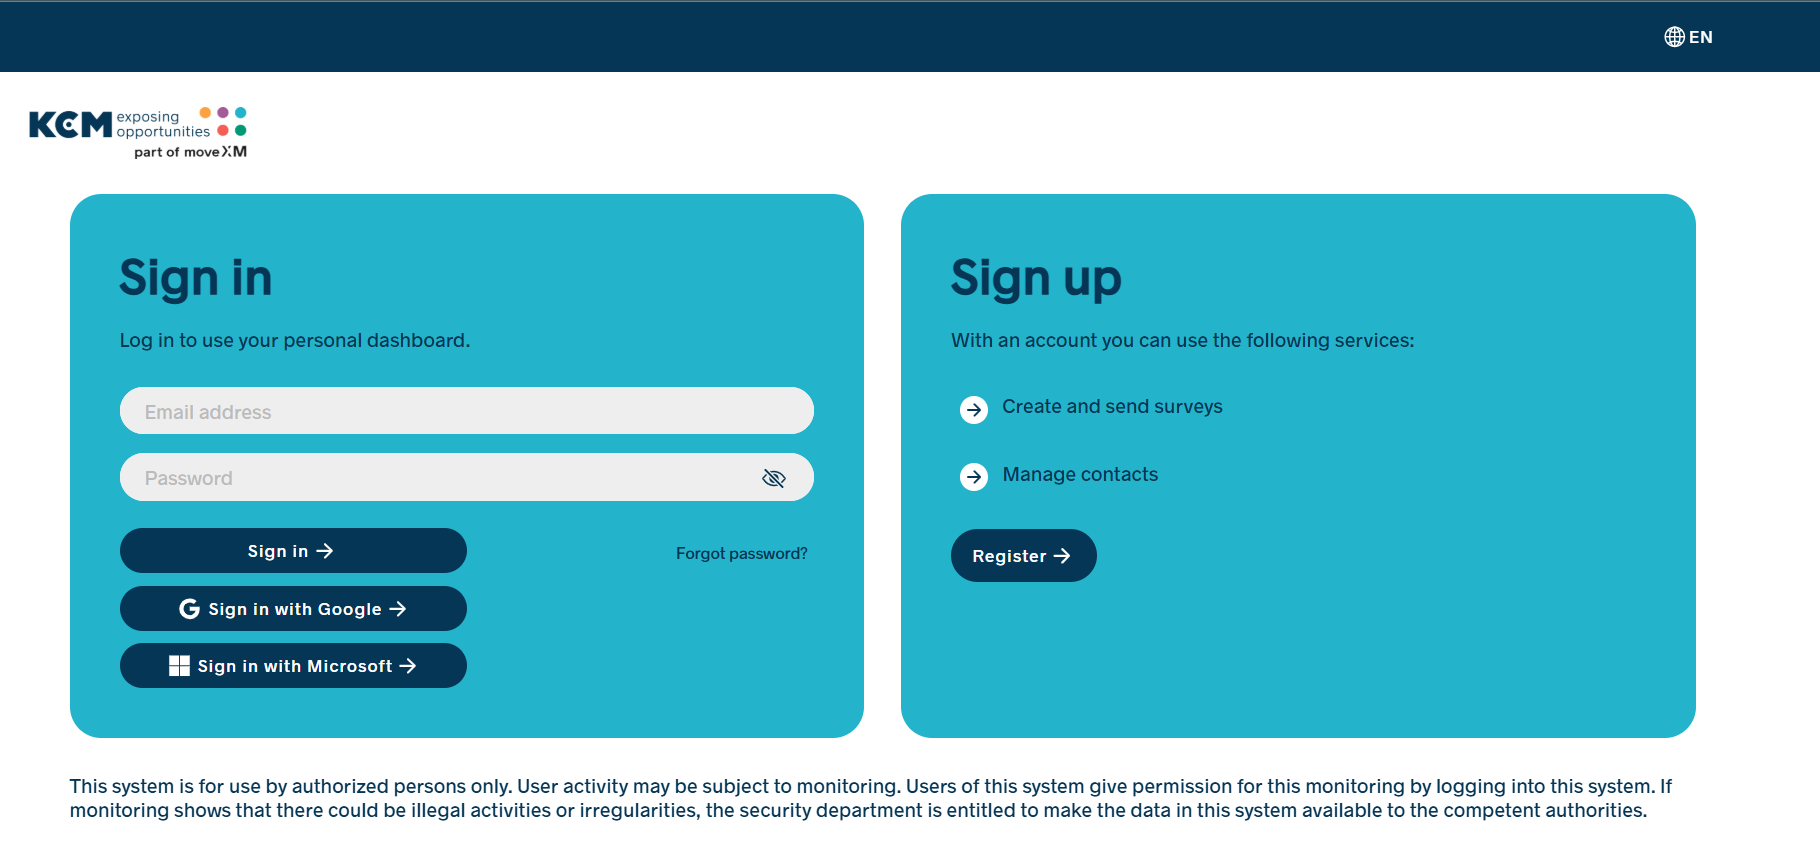 EN
KCM exposing
opportunities
part of moveXM
Sign in
Log in to use your personal dashboard.
Email address
Password
Sign in
Forgot password?
Sign in with Google
Sign in with Microsoft
Sign up
With an account you can use the following services:
Create and send surveys
Manage contacts
Register
This system is for use by authorized persons only. User activity may be subject to monitoring. Users of this system give permission for this monitoring by logging into this system. If
monitoring shows that there could be illegal activities or irregularities, the security department is entitled to make the data in this system available to the competent authorities.